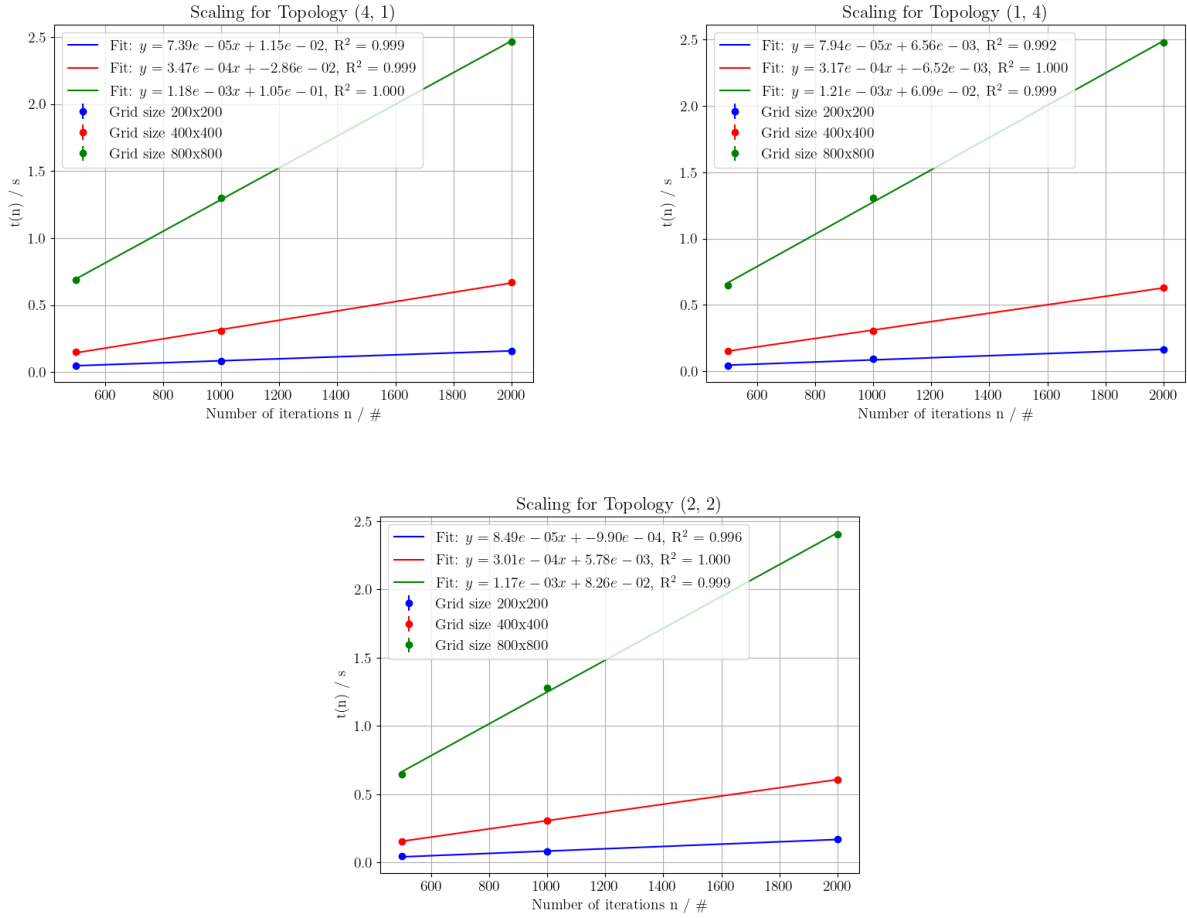 Scaling for Topology (4, 1)
Fit: y = 7.39e − 05x + 1.15e − 02, R² = 0.999
Fit: y = 3.47e − 04x + −2.86e − 02, R² = 0.999
Fit: y = 1.18e − 03x + 1.05e − 01, R² = 1.000
Grid size 200x200
Grid size 400x400
Grid size 800x800
t(n) / s
2.5
2.0
1.5
1.0
0.5
0.0
600 800 1000 1200 1400 1600 1800 2000
Number of iterations n / #
Scaling for Topology (1, 4)
Fit: y = 7.94e − 05x + 6.56e − 03, R² = 0.992
Fit: y = 3.17e − 04x + −6.52e − 03, R² = 1.000
Fit: y = 1.21e − 03x + 6.09e − 02, R² = 0.999
Grid size 200x200
Grid size 400x400
Grid size 800x800
t(n) / s
2.5
2.0
1.5
1.0
0.5
0.0
600 800 1000 1200 1400 1600 1800 2000
Number of iterations n / #
Scaling for Topology (2, 2)
Fit: y = 8.49e − 05x + −9.90e − 04, R² = 0.996
Fit: y = 3.01e − 04x + 5.78e − 03, R² = 1.000
Fit: y = 1.17e − 03x + 8.26e − 02, R² = 0.999
Grid size 200x200
Grid size 400x400
Grid size 800x800
t(n) / s
2.5
2.0
1.5
1.0
0.5
0.0
600 800 1000 1200 1400 1600 1800 2000
Number of iterations n / #